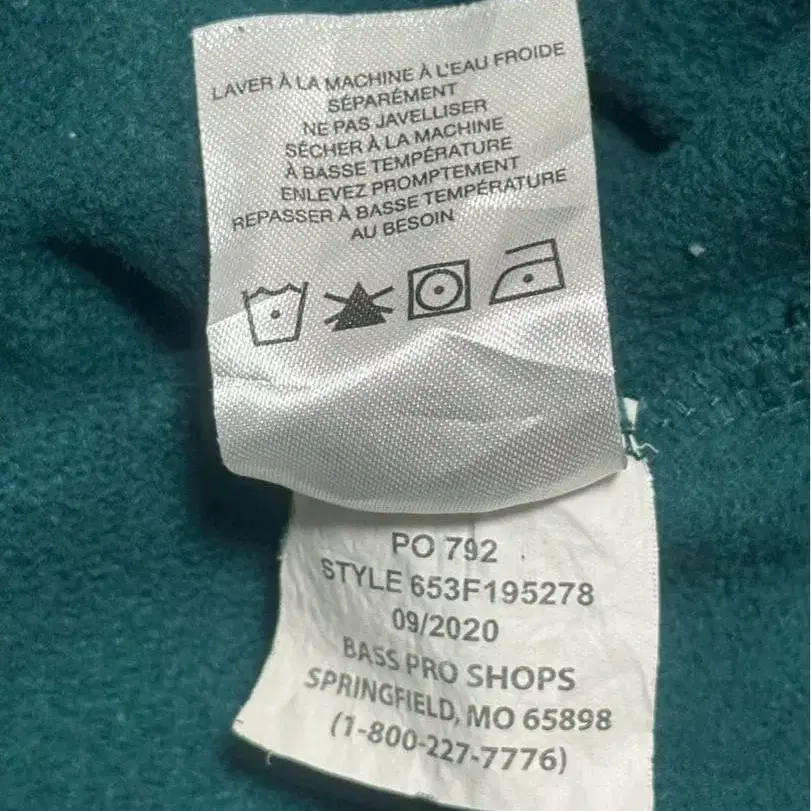 LAVER À LA MACHINE À L'EAU FROIDE
SÉPARÉMENT
NE PAS JAVELLISER
SÉCHER À LA MACHINE
À BASSE TEMPÉRATURE
ENLEVEZ PROMPTEMENT
REPASSER À BASSE TEMPÉRATURE
AU BESOIN
PO 792
STYLE 653F195278
09/2020
BASS PRO SHOPS
SPRINGFIELD, MO 65898
(1-800-227-7776)